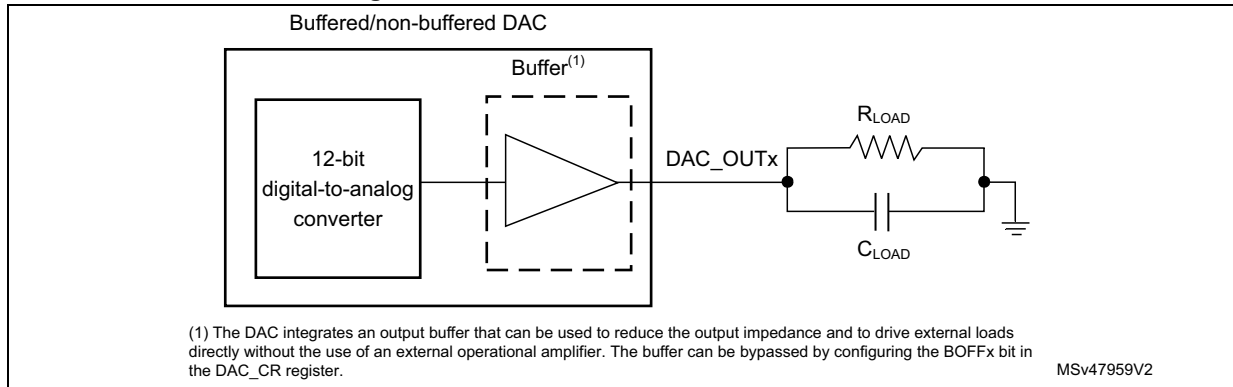 Buffered/non-buffered DAC
Buffer(1)
12-bit
digital-to-analog
converter
DAC_OUTx
RLOAD
CLOAD
(1) The DAC integrates an output buffer that can be used to reduce the output impedance and to drive external loads
directly without the use of an external operational amplifier. The buffer can be bypassed by configuring the BOFFx bit in
the DAC_CR register.
MSv47959V2